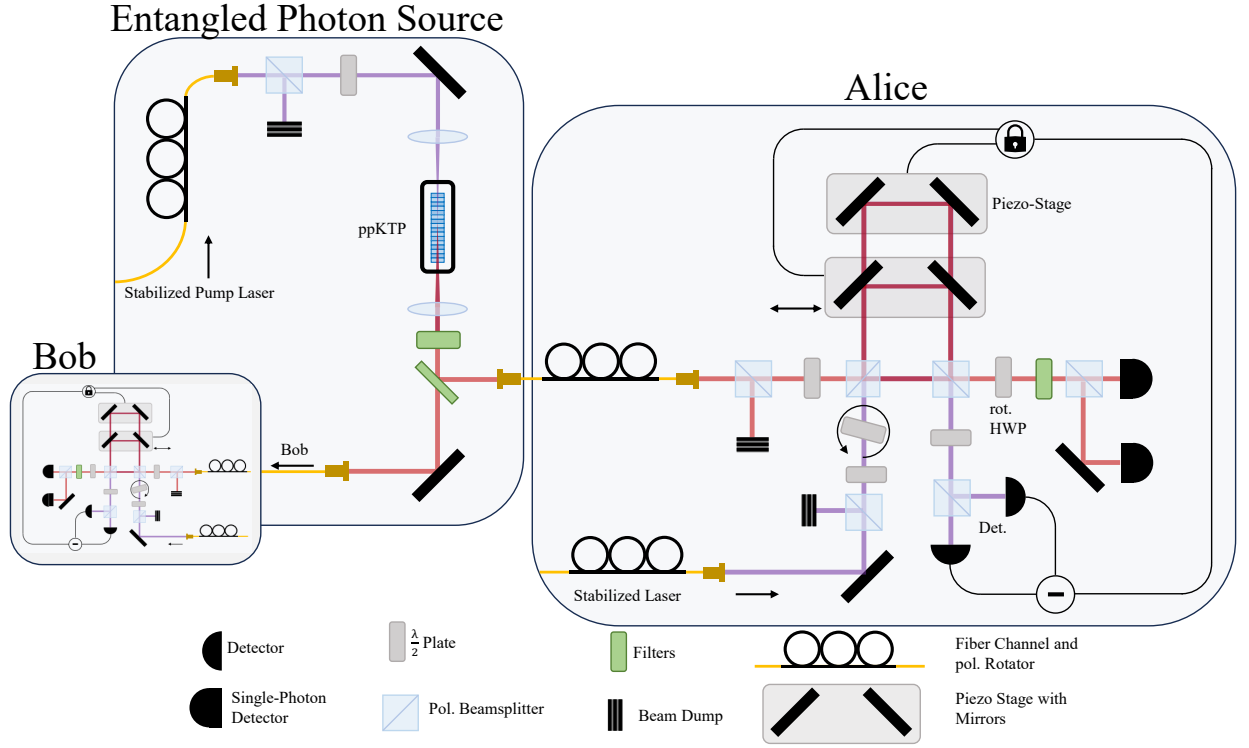 Entangled Photon Source
Alice
Piezo-Stage
ppKTP
Stabilized Pump Laser
Bob
Bob
rot.
HWP
Det.
Stabilized Laser
Detector
λ/2 Plate
Filters
Fiber Channel and
pol. Rotator
Single-Photon
Detector
Pol. Beamsplitter
Beam Dump
Piezo Stage with
Mirrors